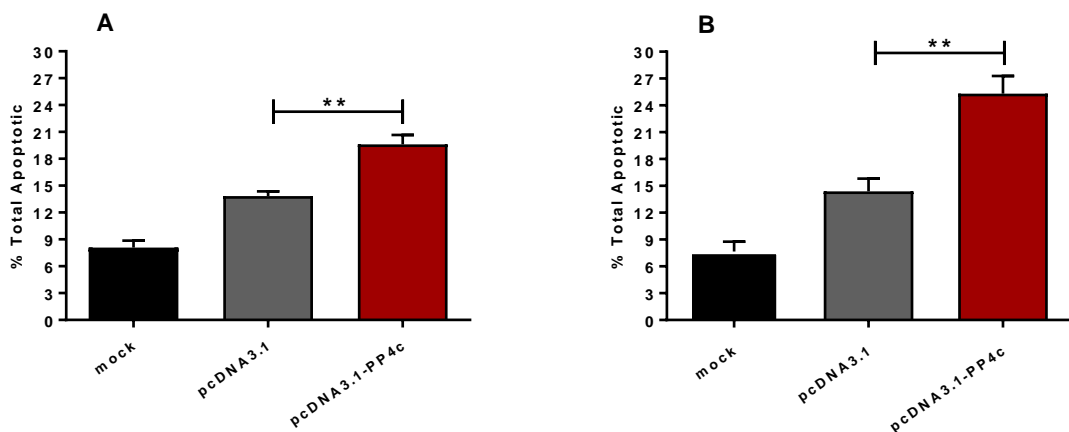 A
% Total Apoptotic
30
27
24
21
18
15
12
9
6
3
0
**
mock
pcDNA3.1
pcDNA3.1-PP4c
B
% Total Apoptotic
30
27
24
21
18
15
12
9
6
3
0
**
mock
pcDNA3.1
pcDNA3.1-PP4c